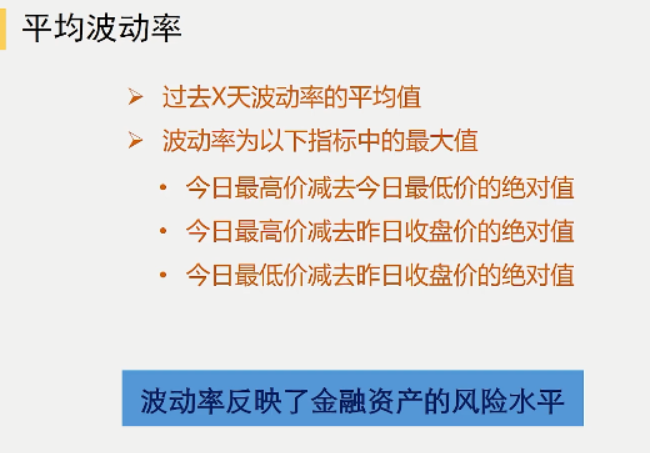 平均波动率
➢ 过去X天波动率的平均值
➢ 波动率为以下指标中的最大值
• 今日最高价减去今日最低价的绝对值
• 今日最高价减去昨日收盘价的绝对值
• 今日最低价减去昨日收盘价的绝对值
波动率反映了金融资产的风险水平